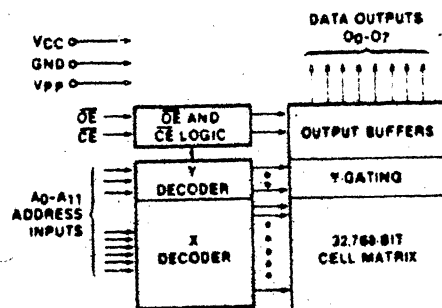 DATA OUTPUTS
O0-O7
VCC
GND
Vpp
OE
CE
OE AND
CE LOGIC
OUTPUT BUFFERS
Y
DECODER
Y-GATING
A0-A11
ADDRESS
INPUTS
X
DECODER
32,768-BIT
CELL MATRIX